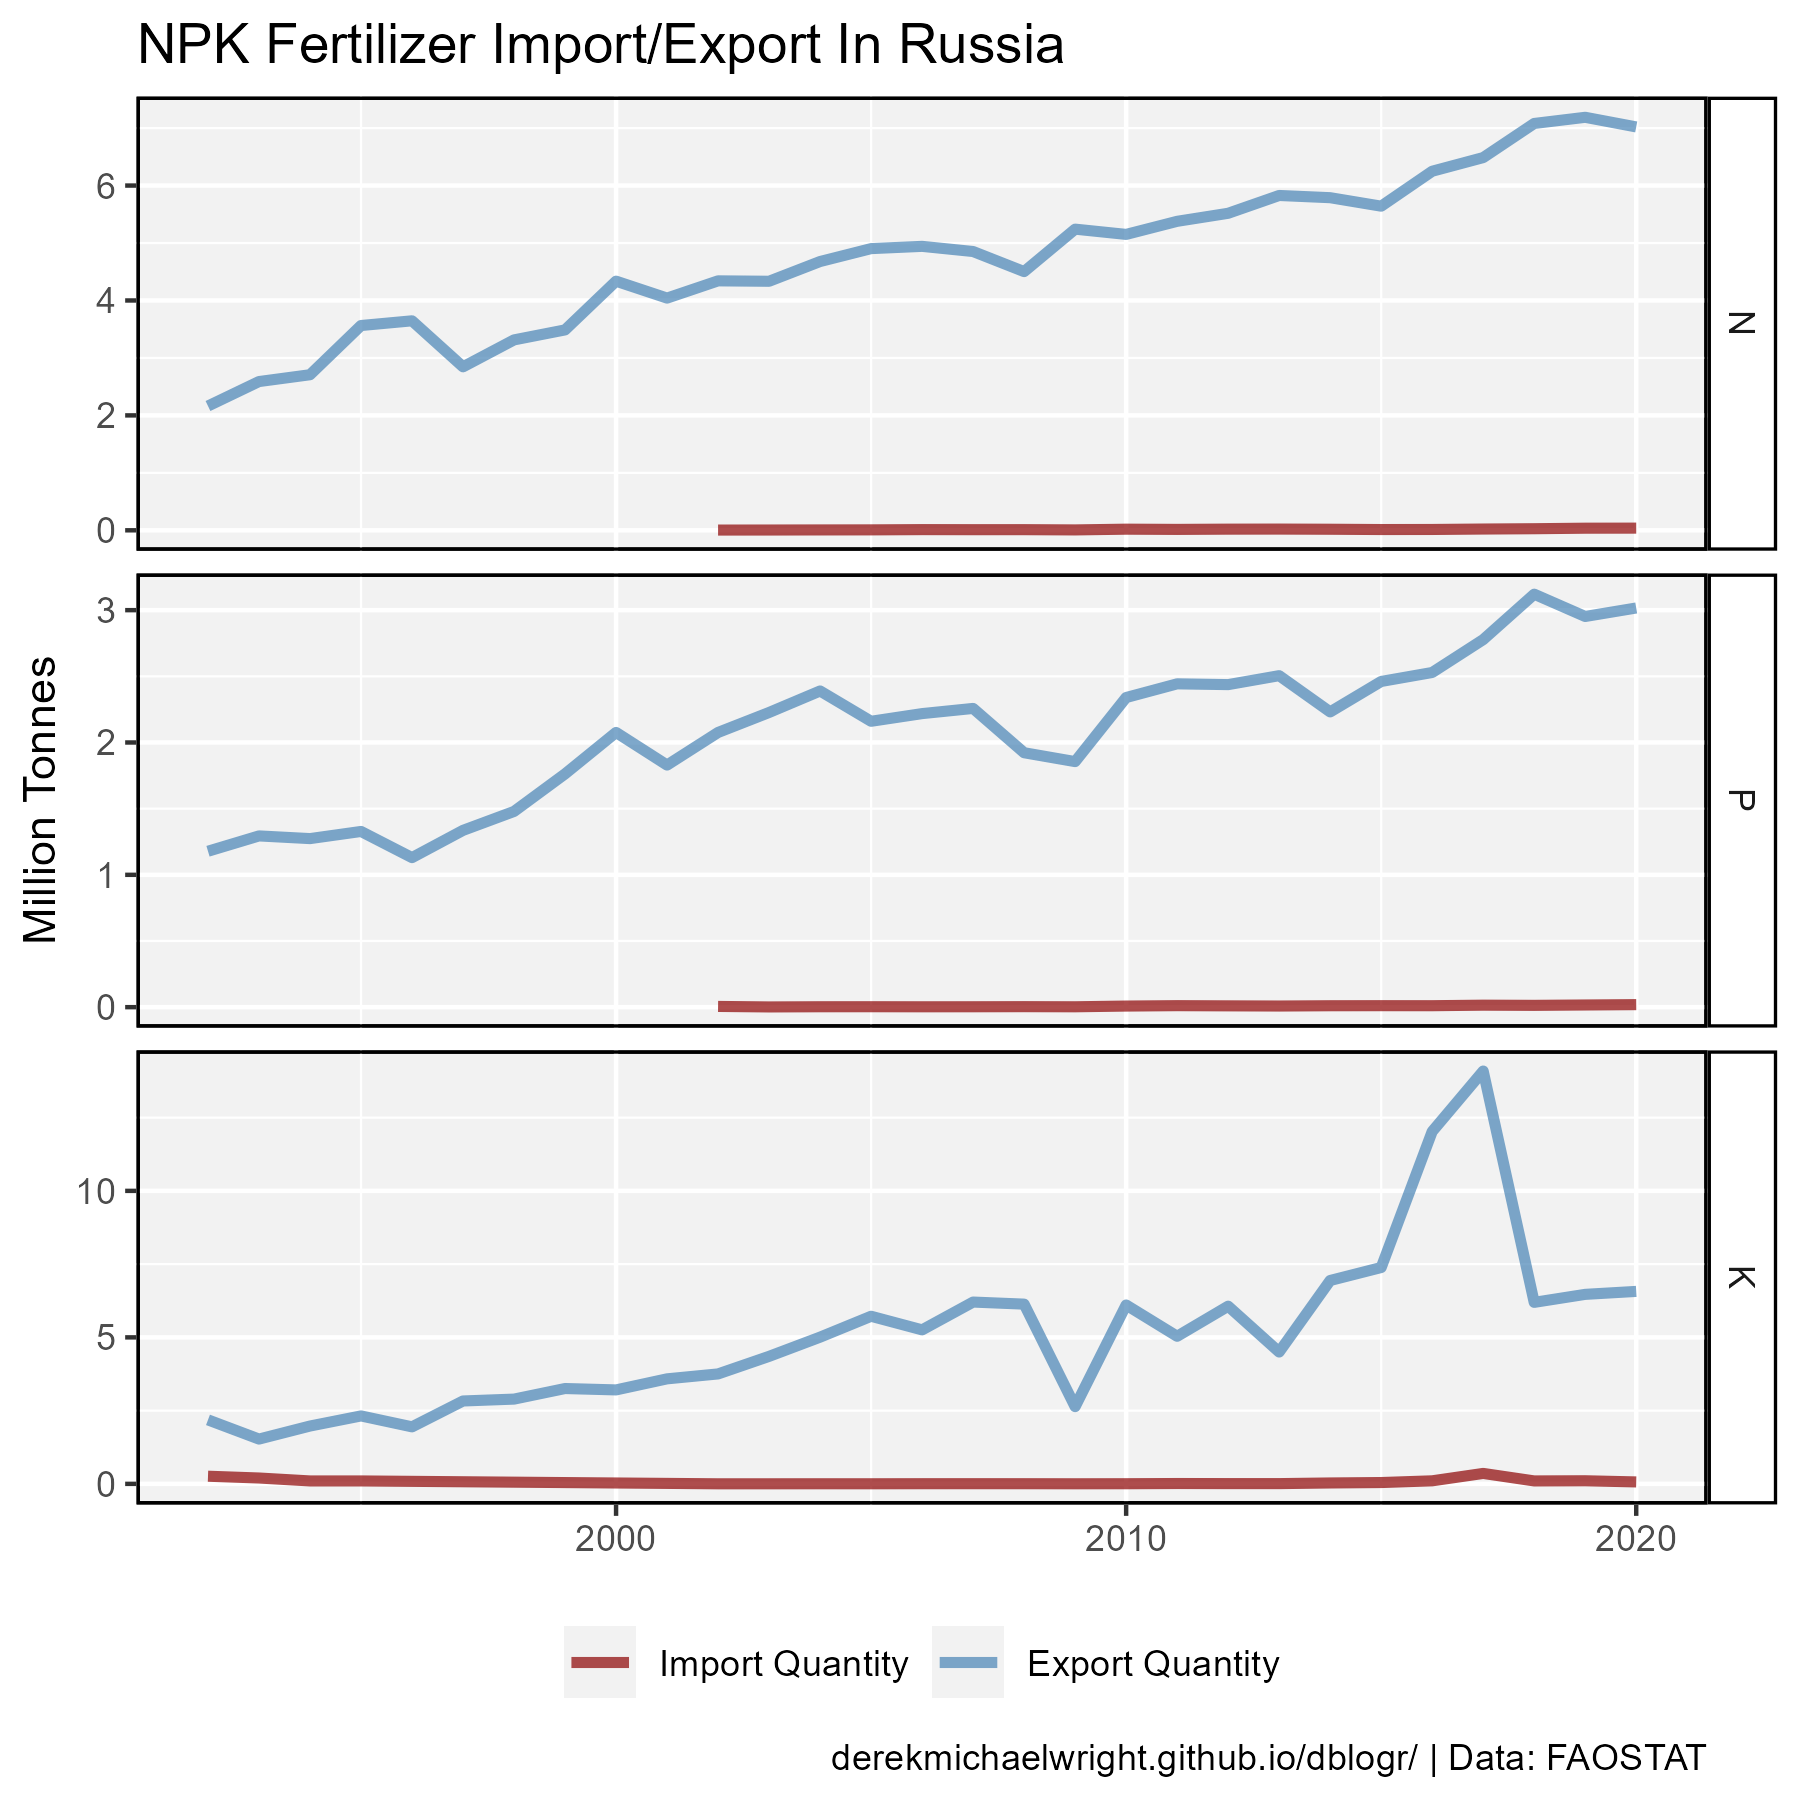 NPK Fertilizer Import/Export In Russia
6
4
2
0
N
Million Tonnes
3
2
1
0
P
10
5
0
K
2000 2010 2020
Import Quantity Export Quantity
derekmichaelwright.github.io/dblogr/ | Data: FAOSTAT